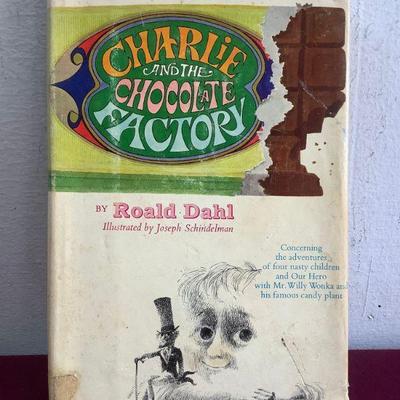 CHARLIE
AND THE
CHOCOLATE
FACTORY
BY Roald Dahl
Illustrated by Joseph Schindelman
Concerning
the adventures
of four nasty children
and Our Hero
with Mr. Willy Wonka and
his famous candy plant